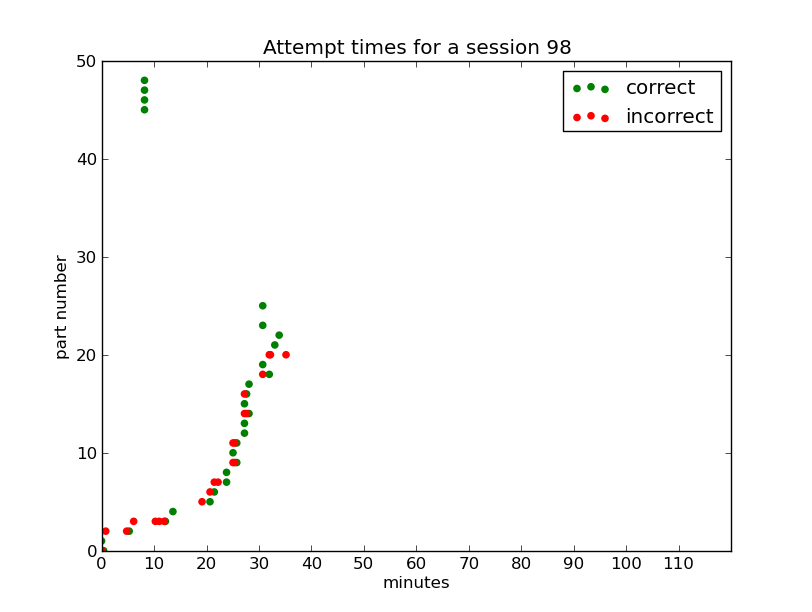 Attempt times for a session 98
correct
incorrect
50
40
30
20
10
0
part number
0 10 20 30 40 50 60 70 80 90 100 110
minutes